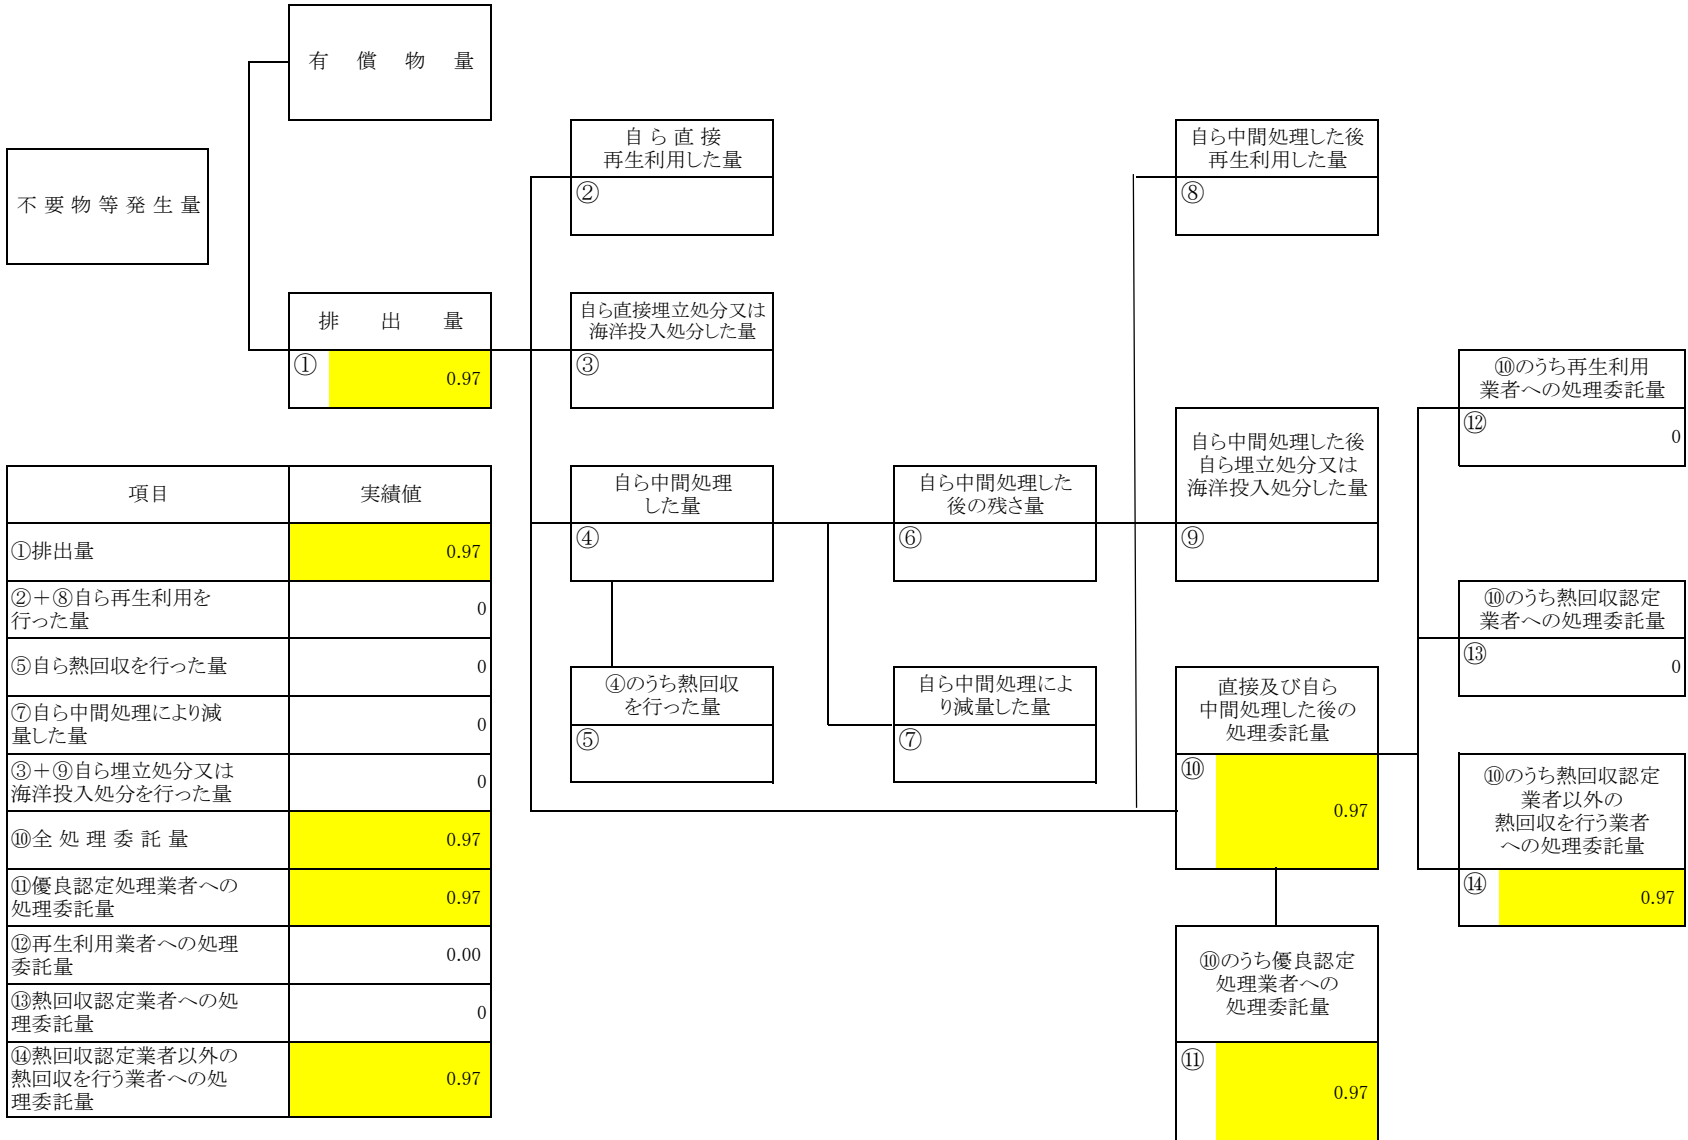 有償物量
不要物等発生量
排出量
①
0.97
自ら直接
再生利用した量
②
自ら直接埋立処分又は
海洋投入処分した量
③
自ら中間処理
した量
④
④のうち熱回収
を行った量
⑤
自ら中間処理した
後の残さ量
⑥
自ら中間処理によ
り減量した量
⑦
自ら中間処理した後
再生利用した量
⑧
自ら中間処理した後
自ら埋立処分又は
海洋投入処分した量
⑨
直接及び自ら
中間処理した後の
処理委託量
⑩
0.97
⑩のうち優良認定
処理業者への
処理委託量
⑪
0.97
⑩のうち再生利用
業者への処理委託量
⑫
0
⑩のうち熱回収認定
業者への処理委託量
⑬
0
⑩のうち熱回収認定
業者以外の
熱回収を行う業者
への処理委託量
⑭
0.97
項目
実績値
①排出量
0.97
②+⑧自ら再生利用を
行った量
0
⑤自ら熱回収を行った量
0
⑦自ら中間処理により減
量した量
0
③+⑨自ら埋立処分又は
海洋投入処分を行った量
0
⑩全処理委託量
0.97
⑪優良認定処理業者への
処理委託量
0.97
⑫再生利用業者への処理
委託量
0.00
⑬熱回収認定業者への処
理委託量
0
⑭熱回収認定業者以外の
熱回収を行う業者への処
理委託量
0.97